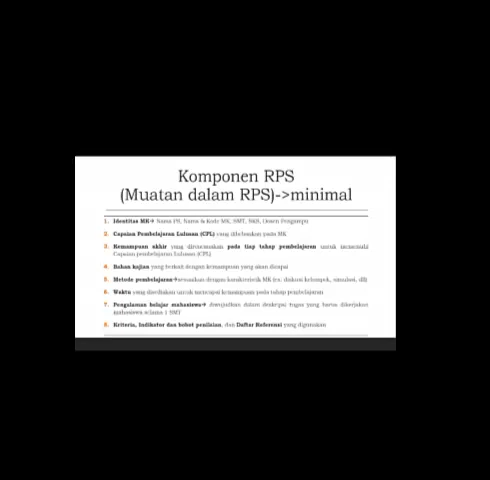 Komponen RPS
(Muatan dalam RPS)->minimal
1. Identitas MK→ Nama PS, Nama & Kode MK, SMT, SKS, Dosen Pengampu
2. Capaian Pembelajaran Lulusan (CPL) yang dibebankan pada MK
3. Kemampuan akhir yang direncanakan pada tiap tahap pembelajaran untuk memenuhi
Capaian pembelajaran lulusan (CPL)
4. Bahan kajian yang terkait dengan kemampuan yang akan dicapai
5. Metode pembelajaran→sesuaikan dengan karakteristik MK (ex: diskusi kelompok, simulasi, dll)
6. Waktu yang disediakan untuk mencapai kemampuan pada tahap pembelajaran
7. Pengalaman belajar mahasiswa→ diwujudkan dalam deskripsi tugas yang harus dikerjakan
mahasiswa selama 1 SMT
8. Kriteria, Indikator dan bobot penilaian, dan Daftar Referensi yang digunakan